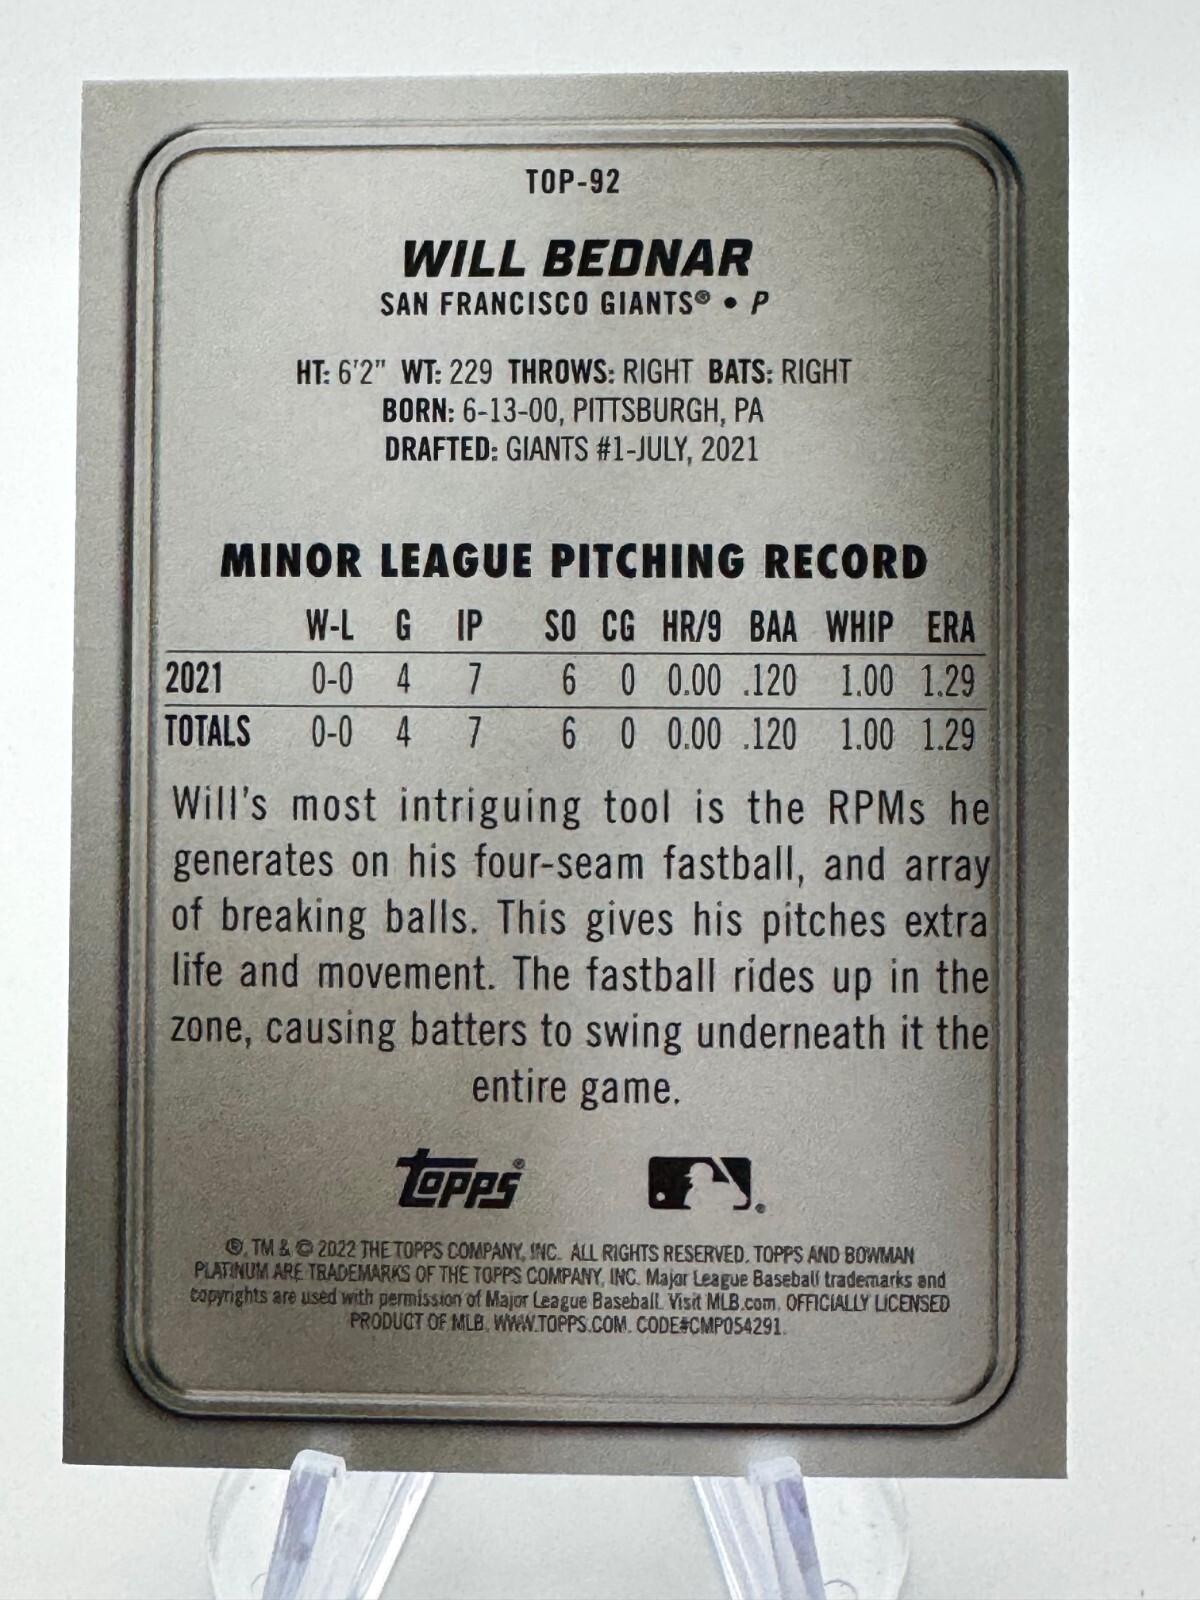 TOP-92
WILL BEDNAR
SAN FRANCISCO GIANTS® • P
HT: 6'2" WT: 229 THROWS: RIGHT BATS: RIGHT
BORN: 6-13-00, PITTSBURGH, PA
DRAFTED: GIANTS #1-JULY, 2021
MINOR LEAGUE PITCHING RECORD
W-L G IP SO CG HR/9 BAA WHIP ERA
2021 0-0 4 7 6 0 0.00 .120 1.00 1.29
TOTALS 0-0 4 7 6 0 0.00 .120 1.00 1.29
Will's most intriguing tool is the RPMs he
generates on his four-seam fastball, and array
of breaking balls. This gives his pitches extra
life and movement. The fastball rides up in the
zone, causing batters to swing underneath it the
entire game.
topps® ®
®, TM & © 2022 THE TOPPS COMPANY, INC. ALL RIGHTS RESERVED. TOPPS AND BOWMAN
PLATINUM ARE TRADEMARKS OF THE TOPPS COMPANY, INC. Major League Baseball trademarks and
copyrights are used with permission of Major League Baseball. Visit MLB.com. OFFICIALLY LICENSED
PRODUCT OF MLB. WWW.TOPPS.COM. CODE#CMP054291.